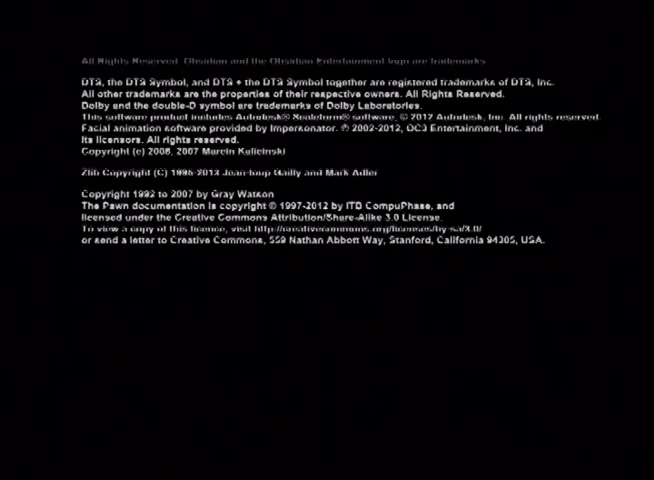 All Rights Reserved. Obsidian and the Obsidian Entertainment logo are trademarks
DTS, the DTS Symbol, and DTS + the DTS Symbol together are registered trademarks of DTS, Inc.
All other trademarks are the properties of their respective owners. All Rights Reserved.
Dolby and the double-D symbol are trademarks of Dolby Laboratories.
This software product includes Autodesk® Scaleform® software, © 2012 Autodesk, Inc. All rights reserved.
Facial animation software provided by Impersonator. © 2002-2012, OC3 Entertainment, Inc. and
its licensors. All rights reserved.
Copyright (c) 2006, 2007 Marcin Kalicinski
Zlib Copyright (C) 1995-2013 Jean-loup Gailly and Mark Adler
Copyright 1992 to 2007 by Gray Watson
The Pawn documentation is copyright © 1997-2012 by ITB CompuPhase, and
licensed under the Creative Commons Attribution/Share-Alike 3.0 License.
To view a copy of this licence, visit http://creativecommons.org/licenses/by-sa/3.0/
or send a letter to Creative Commons, 559 Nathan Abbott Way, Stanford, California 94305, USA.